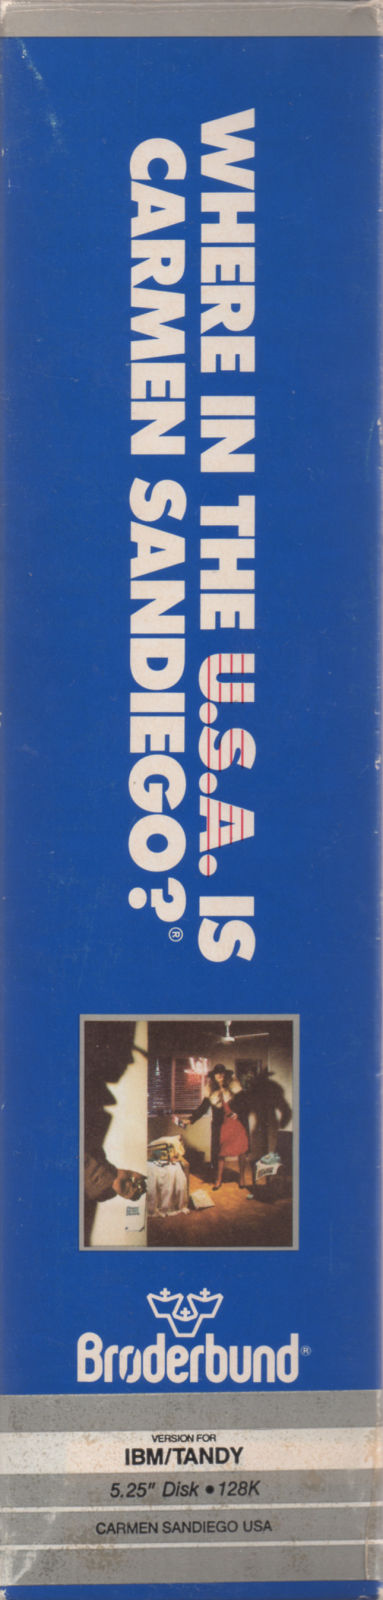 WHERE IN THE U.S.A. IS
CARMEN SANDIEGO?®
Brøderbund®
VERSION FOR
IBM/TANDY
5.25" Disk • 128K
CARMEN SANDIEGO USA